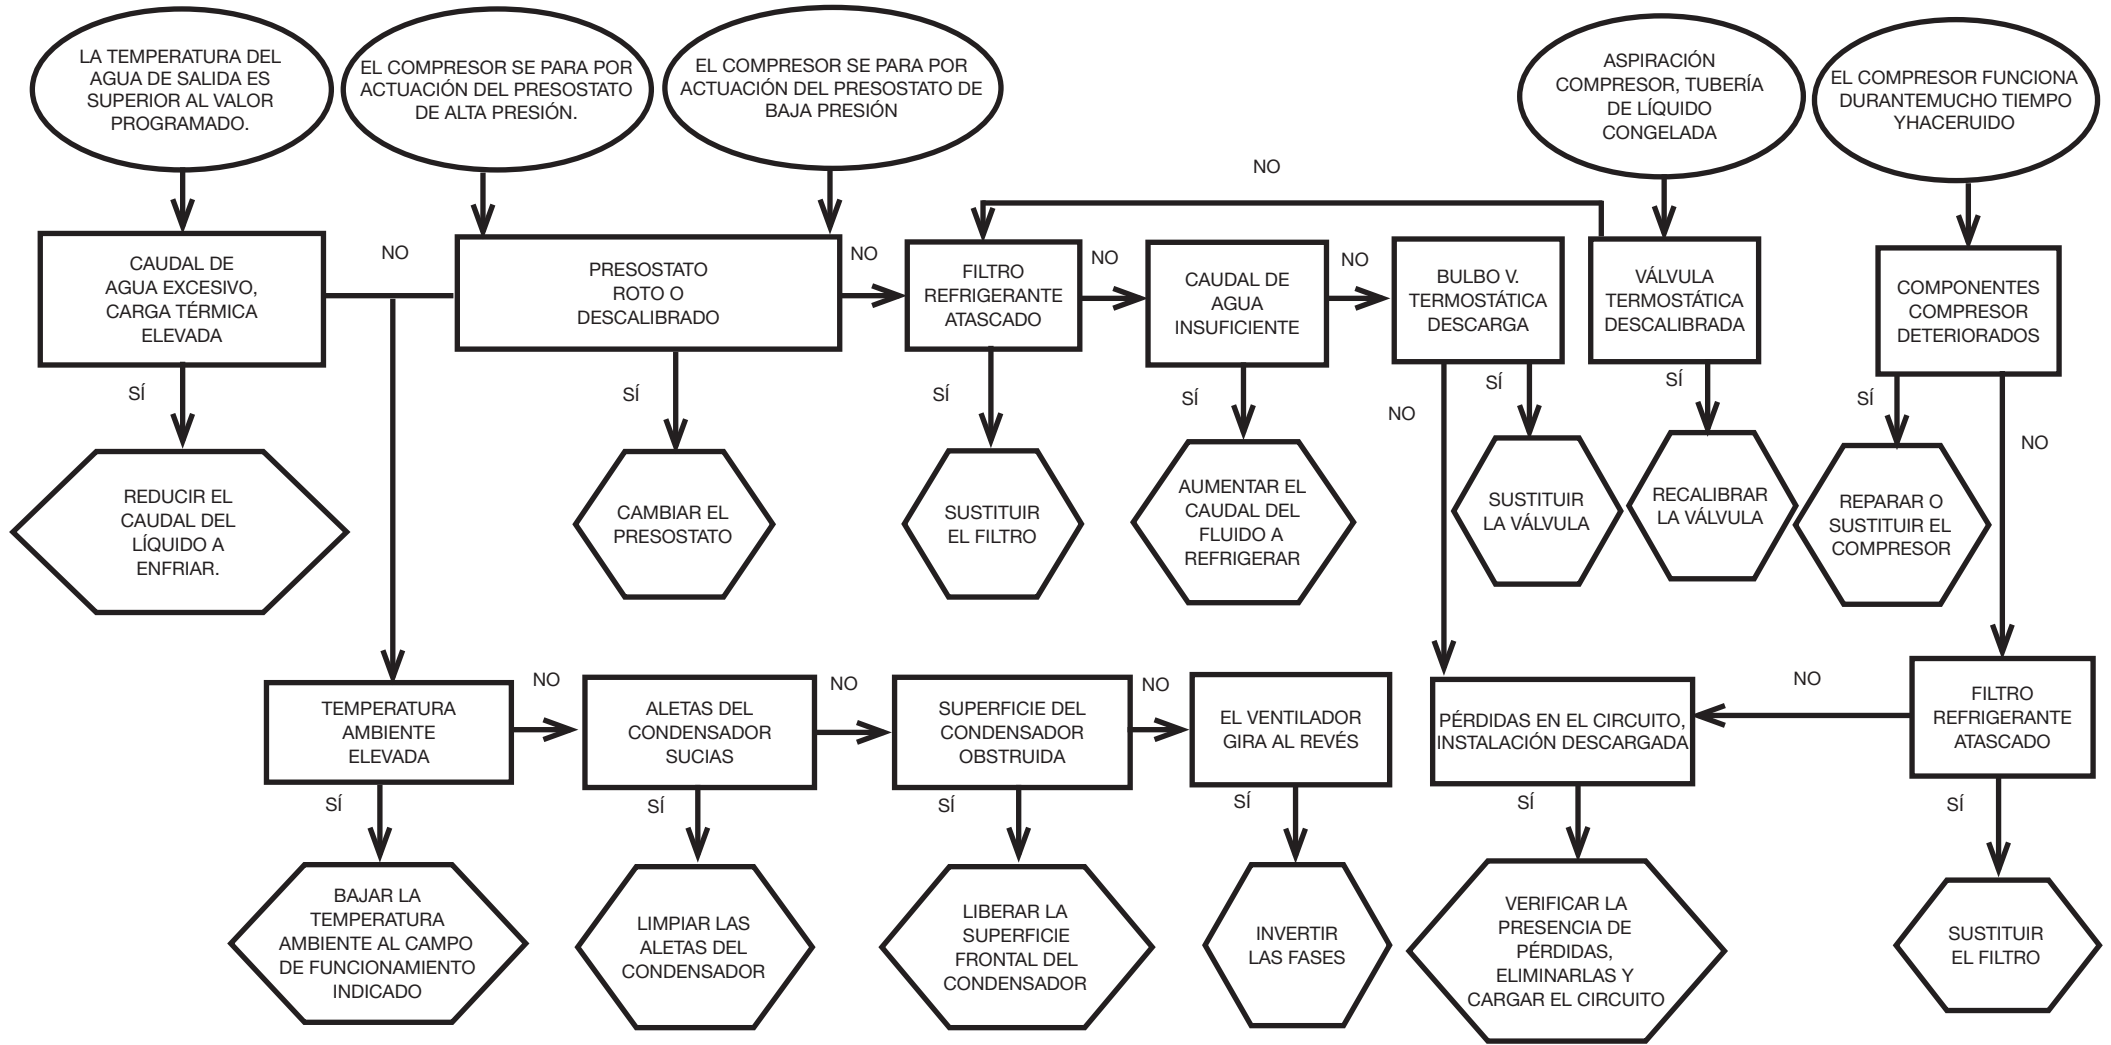 LA TEMPERATURA DEL
AGUA DE SALIDA ES
SUPERIOR AL VALOR
PROGRAMADO.
EL COMPRESOR SE PARA POR
ACTUACIÓN DEL PRESOSTATO
DE ALTA PRESIÓN.
EL COMPRESOR SE PARA POR
ACTUACIÓN DEL PRESOSTATO DE
BAJA PRESIÓN
ASPIRACIÓN
COMPRESOR, TUBERÍA
DE LÍQUIDO
CONGELADA
EL COMPRESOR FUNCIONA
DURANTEMUCHO TIEMPO
YHACERUIDO
NO
CAUDAL DE
AGUA EXCESIVO,
CARGA TÉRMICA
ELEVADA
NO
PRESOSTATO
ROTO O
DESCALIBRADO
NO
FILTRO
REFRIGERANTE
ATASCADO
NO
CAUDAL DE
AGUA
INSUFICIENTE
NO
BULBO V.
TERMOSTÁTICA
DESCARGA
VÁLVULA
TERMOSTÁTICA
DESCALIBRADA
COMPONENTES
COMPRESOR
DETERIORADOS
SÍ
SÍ
SÍ
SÍ
NO
SÍ
SÍ
SÍ
NO
REDUCIR EL
CAUDAL DEL
LÍQUIDO A
ENFRIAR.
CAMBIAR EL
PRESOSTATO
SUSTITUIR
EL FILTRO
AUMENTAR EL
CAUDAL DEL
FLUIDO A
REFRIGERAR
SUSTITUIR
LA VÁLVULA
RECALIBRAR
LA VÁLVULA
REPARAR O
SUSTITUIR EL
COMPRESOR
TEMPERATURA
AMBIENTE
ELEVADA
NO
ALETAS DEL
CONDENSADOR
SUCIAS
NO
SUPERFICIE DEL
CONDENSADOR
OBSTRUIDA
NO
EL VENTILADOR
GIRA AL REVÉS
PÉRDIDAS EN EL CIRCUITO,
INSTALACIÓN DESCARGADA
NO
FILTRO
REFRIGERANTE
ATASCADO
SÍ
SÍ
SÍ
SÍ
SÍ
SÍ
BAJAR LA
TEMPERATURA
AMBIENTE AL CAMPO
DE FUNCIONAMIENTO
INDICADO
LIMPIAR LAS
ALETAS DEL
CONDENSADOR
LIBERAR LA
SUPERFICIE
FRONTAL DEL
CONDENSADOR
INVERTIR
LAS FASES
VERIFICAR LA
PRESENCIA DE
PÉRDIDAS,
ELIMINARLAS Y
CARGAR EL CIRCUITO
SUSTITUIR
EL FILTRO